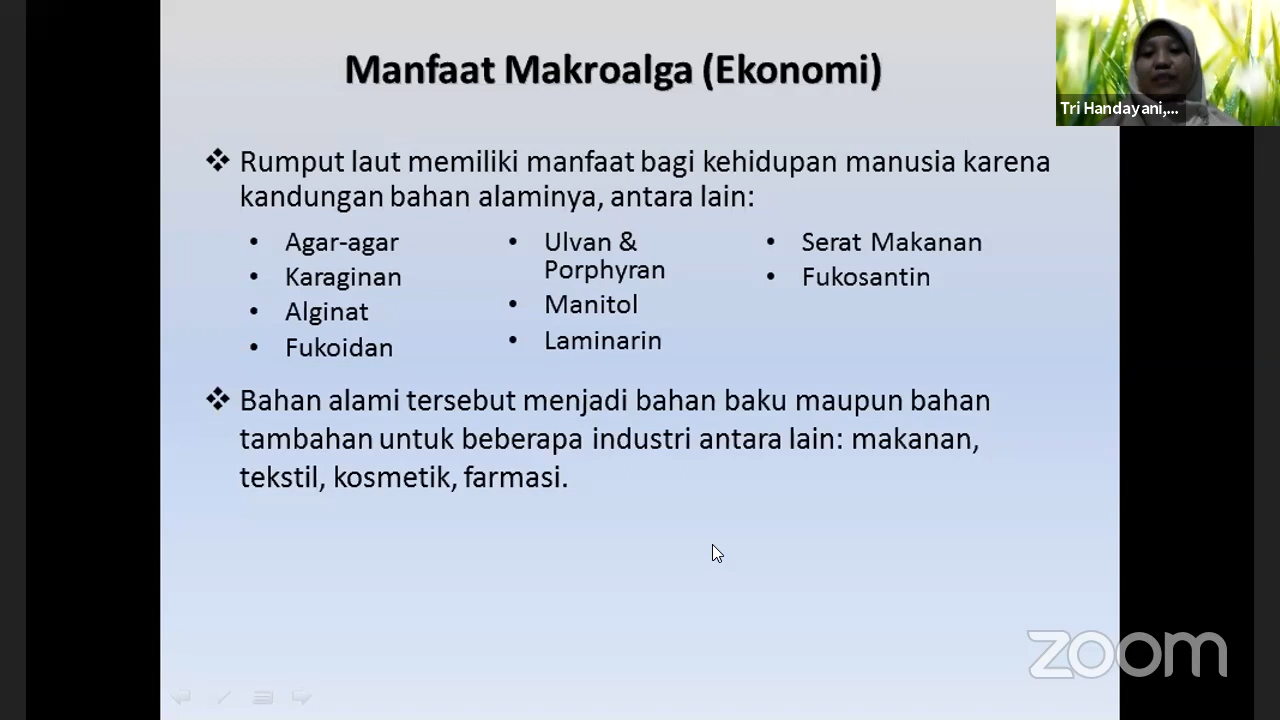 Manfaat Makroalga (Ekonomi)
Tri Handayani,...
Rumput laut memiliki manfaat bagi kehidupan manusia karena
kandungan bahan alaminya, antara lain:
• Agar-agar
• Karaginan
• Alginat
• Fukoidan
• Ulvan &
Porphyran
• Manitol
• Laminarin
• Serat Makanan
• Fukosantin
Bahan alami tersebut menjadi bahan baku maupun bahan
tambahan untuk beberapa industri antara lain: makanan,
tekstil, kosmetik, farmasi.
zoom